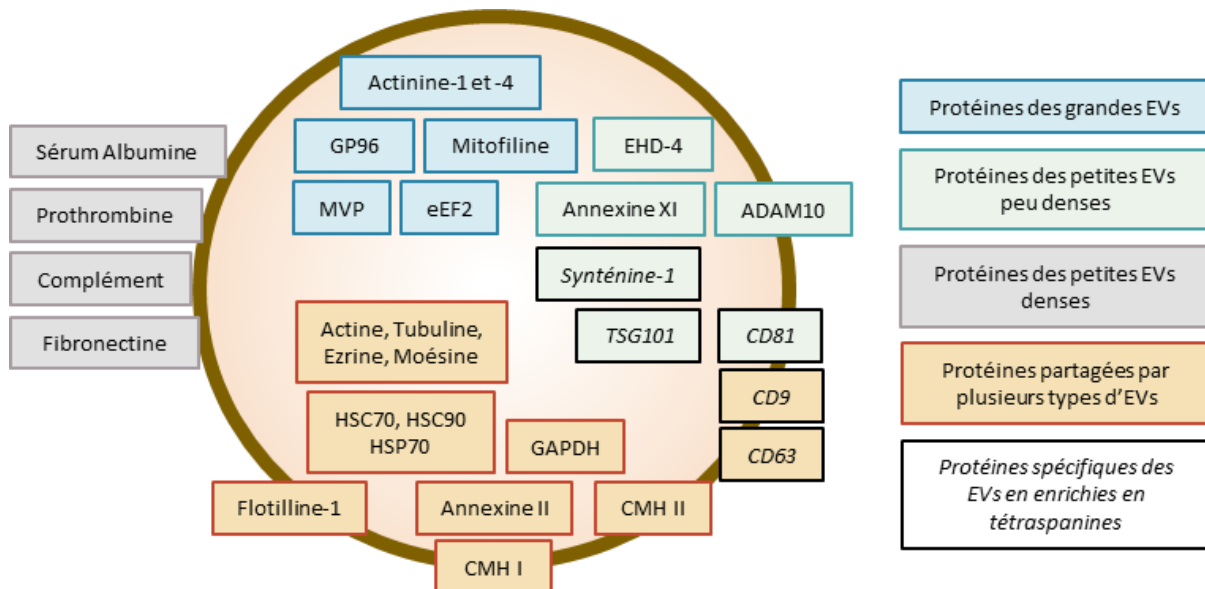 Actinine-1 et -4
GP96
Mitofiline
EHD-4
MVP
eEF2
Annexine XI
ADAM10
Synténine-1
TSG101
CD81
CD9
CD63
Sérum Albumine
Prothrombine
Complément
Fibronectine
Actine, Tubuline,
Ezrine, Moésine
HSC70, HSC90
HSP70
GAPDH
Flotilline-1
Annexine II
CMH II
CMH I
Protéines des grandes EVs
Protéines des petites EVs
peu denses
Protéines des petites EVs
denses
Protéines partagées par
plusieurs types d'EVs
Protéines spécifiques des
EVs en enrichies en
tétraspanines